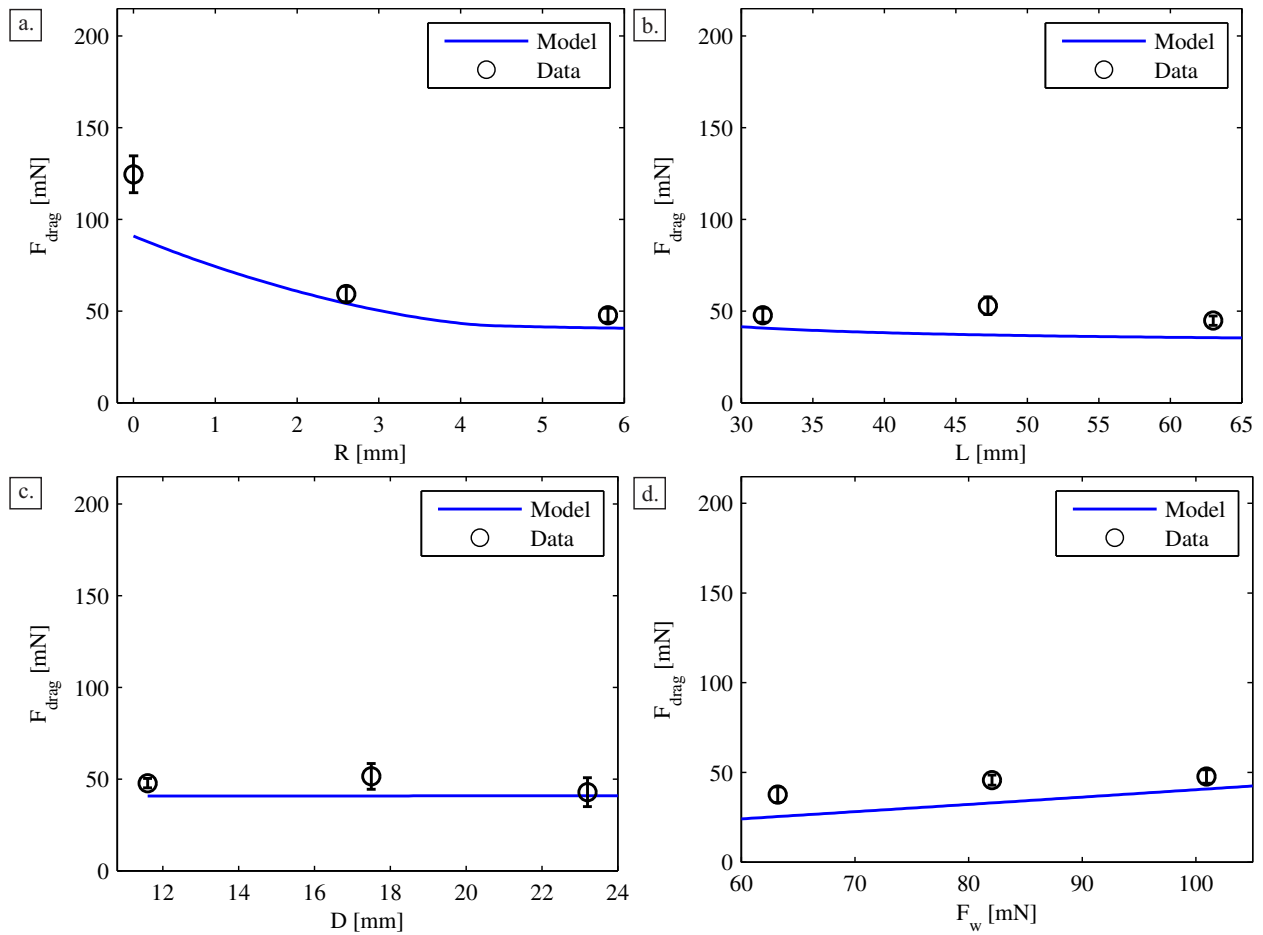 a.
200
150
100
50
0
F_drag [mN]
0 1 2 3 4 5 6
R [mm]
Model
Data
b.
200
150
100
50
0
F_drag [mN]
30 35 40 45 50 55 60 65
L [mm]
Model
Data
c.
200
150
100
50
0
F_drag [mN]
12 14 16 18 20 22 24
D [mm]
Model
Data
d.
200
150
100
50
0
F_drag [mN]
60 70 80 90 100
F_w [mN]
Model
Data